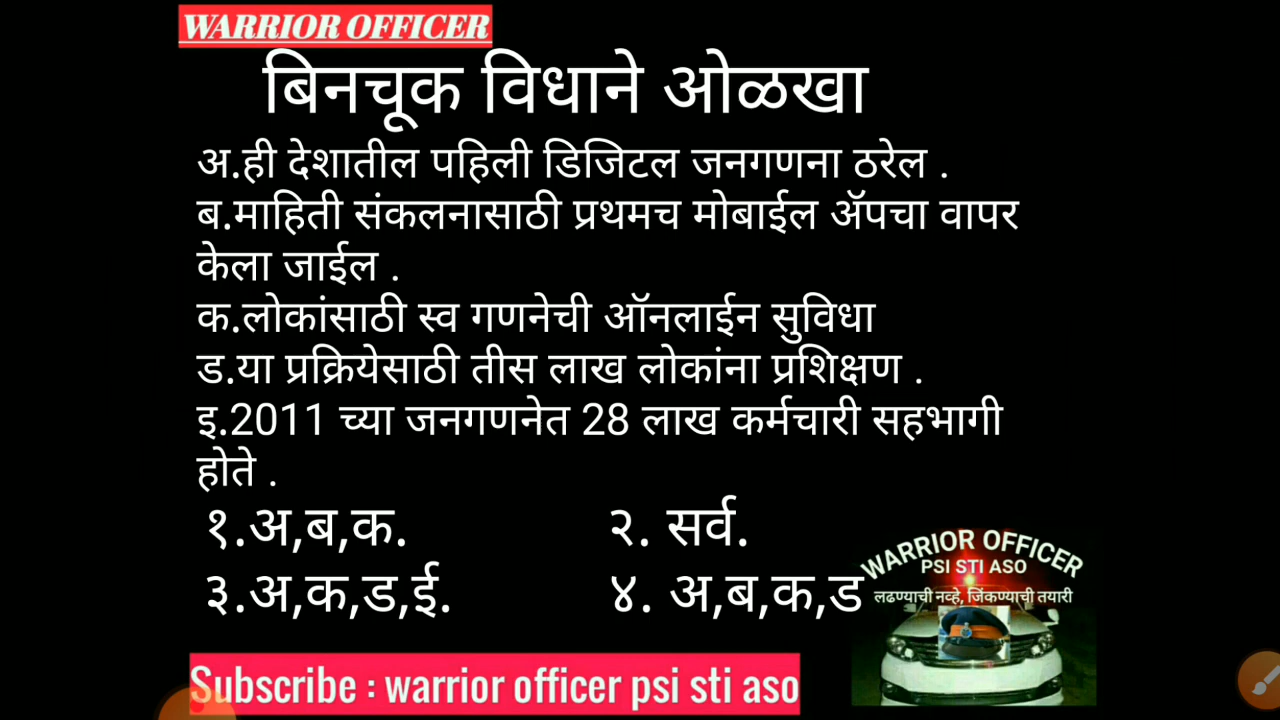 WARRIOR OFFICER
बिनचूक विधाने ओळखा
अ.ही देशातील पहिली डिजिटल जनगणना ठरेल .
ब.माहिती संकलनासाठी प्रथमच मोबाईल ॲपचा वापर
केला जाईल .
क.लोकांसाठी स्व गणनेची ऑनलाईन सुविधा
ड.या प्रक्रियेसाठी तीस लाख लोकांना प्रशिक्षण .
इ.2011 च्या जनगणनेत 28 लाख कर्मचारी सहभागी
होते .
१.अ,ब,क. २. सर्व.
३.अ,क,ड,ई. ४. अ,ब,क,ड
WARRIOR OFFICER
PSI STI ASO
लढण्याची नव्हे, जिंकण्याची तयारी
Subscribe : warrior officer psi sti aso